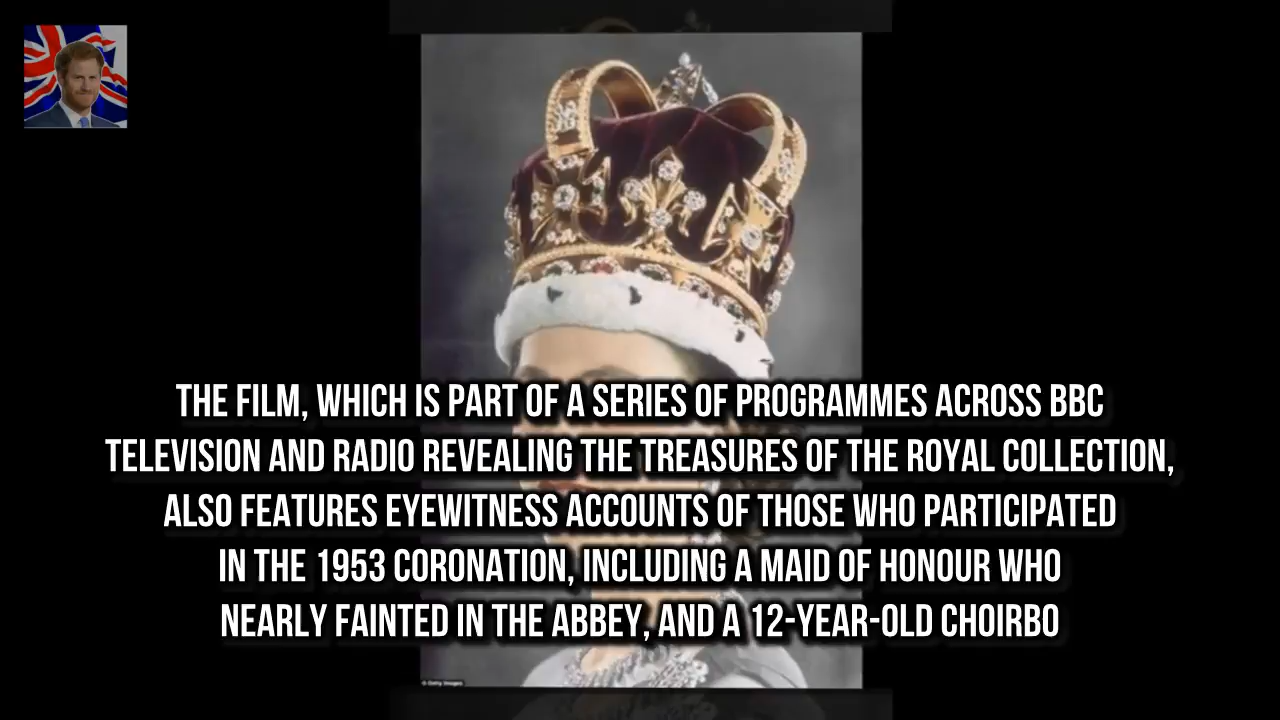 THE FILM, WHICH IS PART OF A SERIES OF PROGRAMMES ACROSS BBC
TELEVISION AND RADIO REVEALING THE TREASURES OF THE ROYAL COLLECTION,
ALSO FEATURES EYEWITNESS ACCOUNTS OF THOSE WHO PARTICIPATED
IN THE 1953 CORONATION, INCLUDING A MAID OF HONOUR WHO
NEARLY FAINTED IN THE ABBEY, AND A 12-YEAR-OLD CHOIRBO
© Getty Images